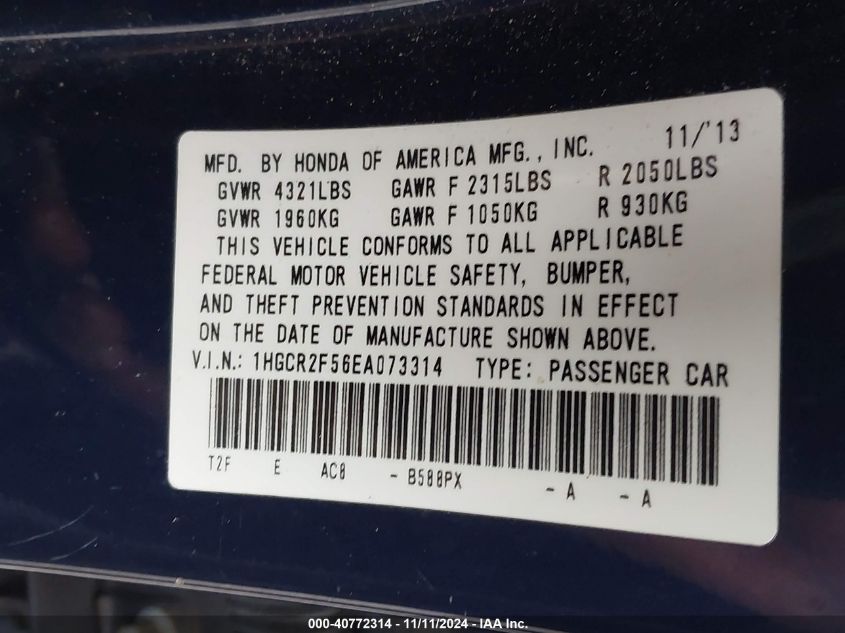 11/'13
MFD. BY HONDA OF AMERICA MFG., INC.
GVWR 4321LBS GAWR F 2315LBS R 2050LBS
GVWR 1960KG GAWR F 1050KG R 930KG
THIS VEHICLE CONFORMS TO ALL APPLICABLE
FEDERAL MOTOR VEHICLE SAFETY, BUMPER,
AND THEFT PREVENTION STANDARDS IN EFFECT
ON THE DATE OF MANUFACTURE SHOWN ABOVE.
V.I.N.: 1HGCR2F56EA073314 TYPE: PASSENGER CAR
T2F E AC8 - B588PX - A - A
000-40772314 - 11/11/2024 - IAA Inc.